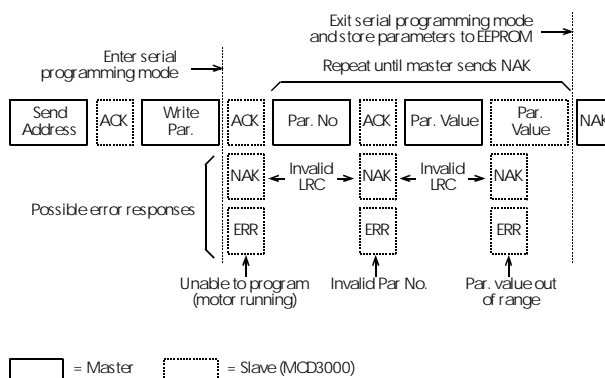 Exit serial programming mode
and store parameters to EEPROM
Enter serial
programming mode
Repeat until master sends NAK
Send
Address
ACK
Write
Par.
ACK
Par. No
ACK
Par. Value
Par.
Value
NAK
NAK
Invalid
LRC
NAK
Invalid
LRC
NAK
Possible error responses
ERR
ERR
ERR
Unable to program
(motor running)
Invalid Par No.
Par. value out
of range
= Master
= Slave (MCD3000)